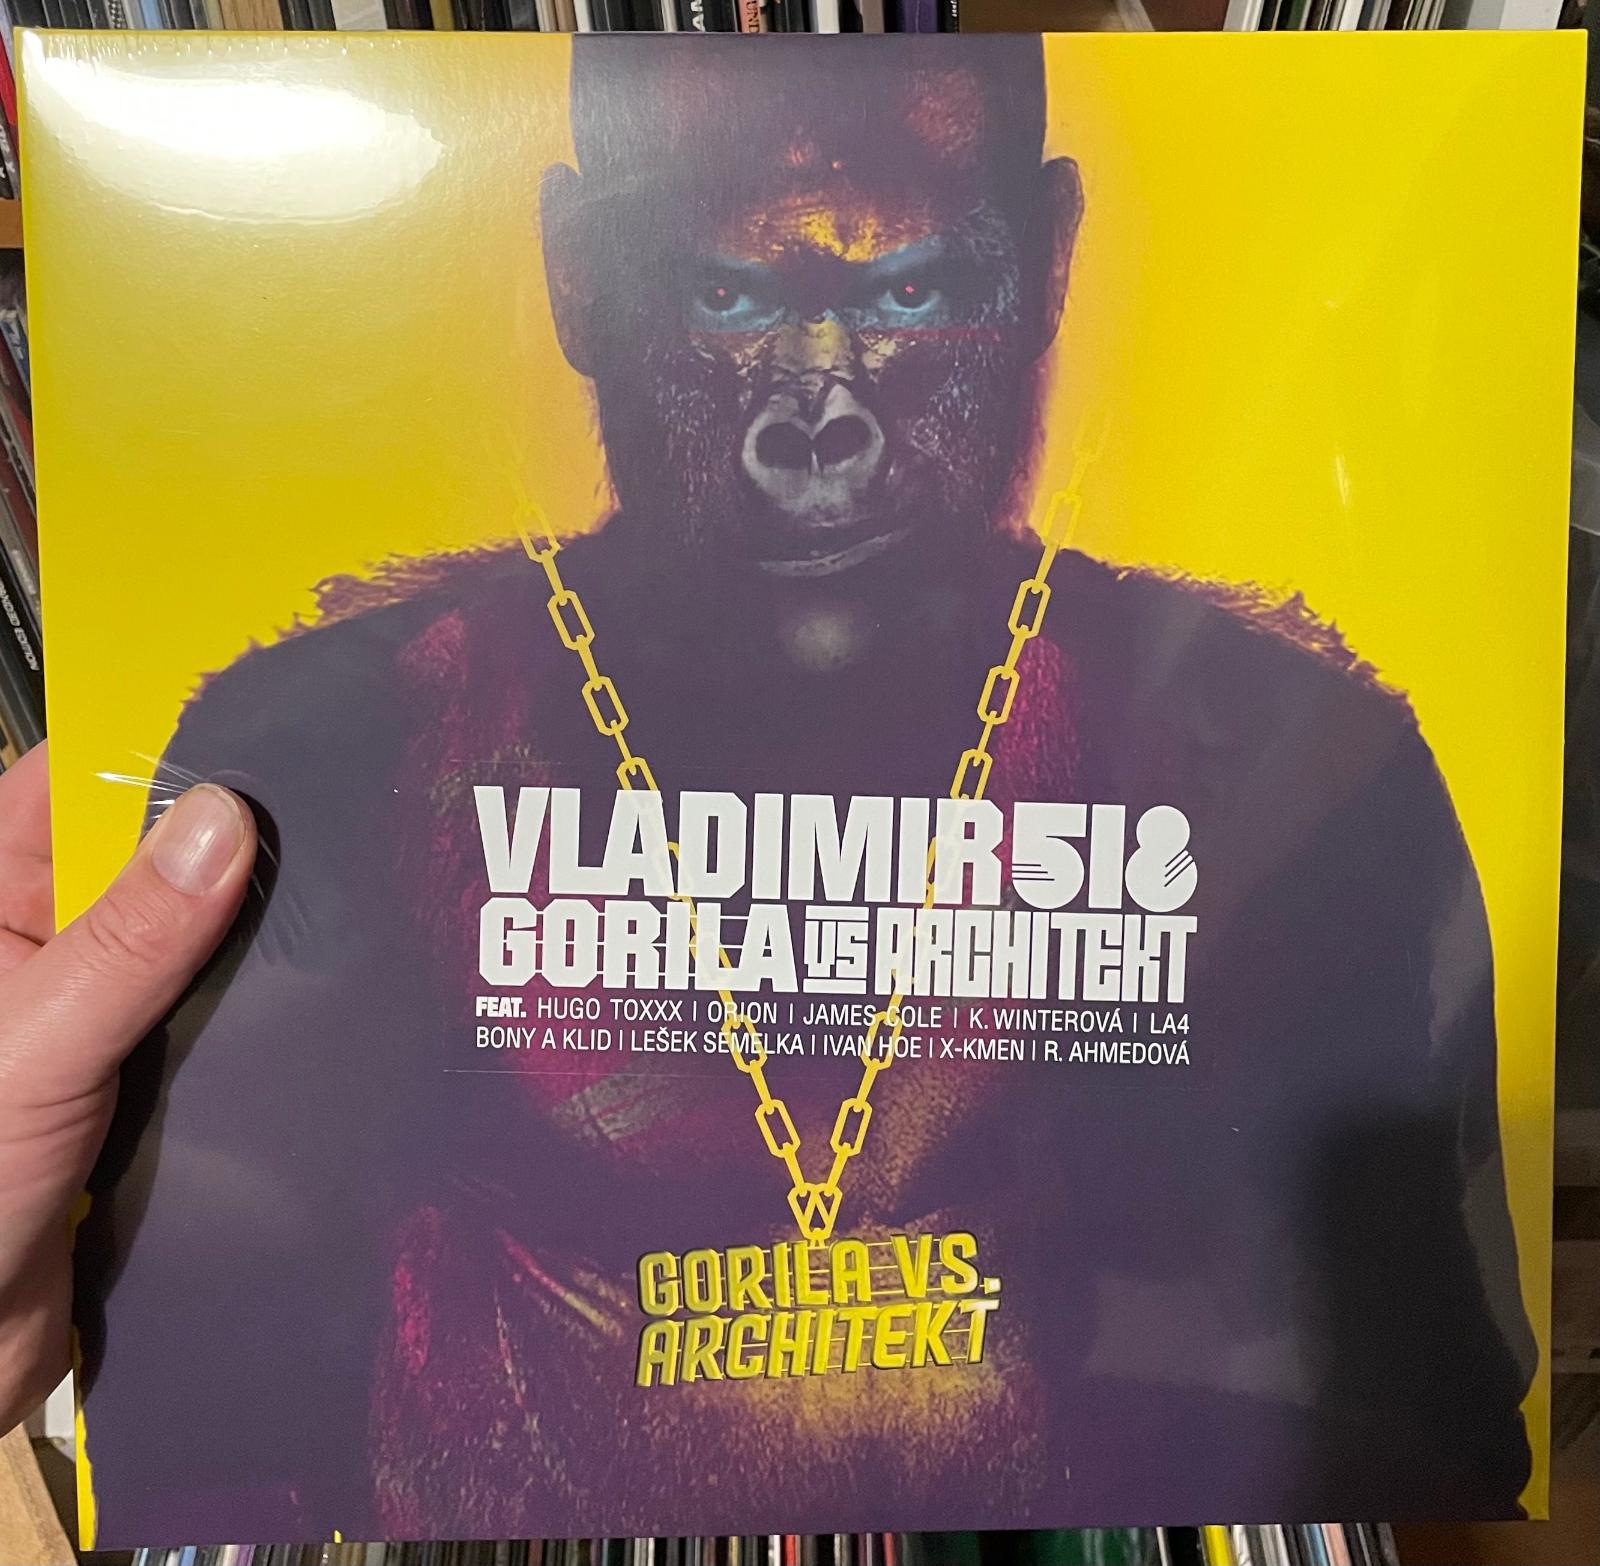 VLADIMIR 518
GORILA VS ARCHITEKT
FEAT. HUGO TOXXX | ORION | JAMES COLE | K. WINTEROVÁ | LA4
BONY A KLID | LEŠEK SEMELKA | IVAN HOE | X-KMEN | R. AHMEDOVÁ
GORILA VS.
ARCHITEKT